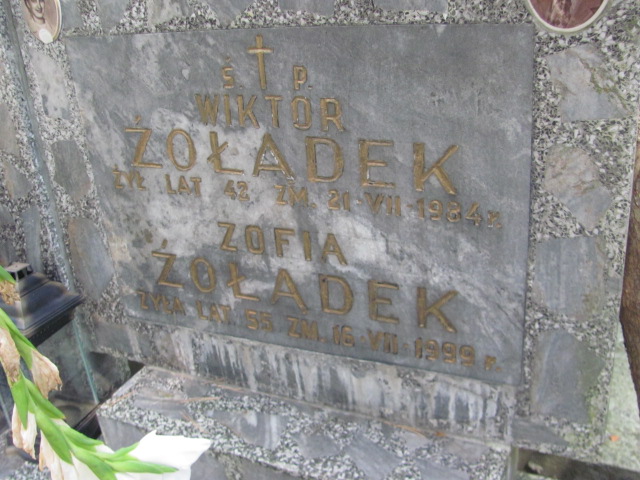 Ś. P.
WIKTOR
ŻOŁĄDEK
ŻYŁ LAT 42 ZM. 21-VII-1984 r.
ZOFIA
ŻOŁĄDEK
ŻYŁA LAT 55 ZM. 16-VII-1999 r.